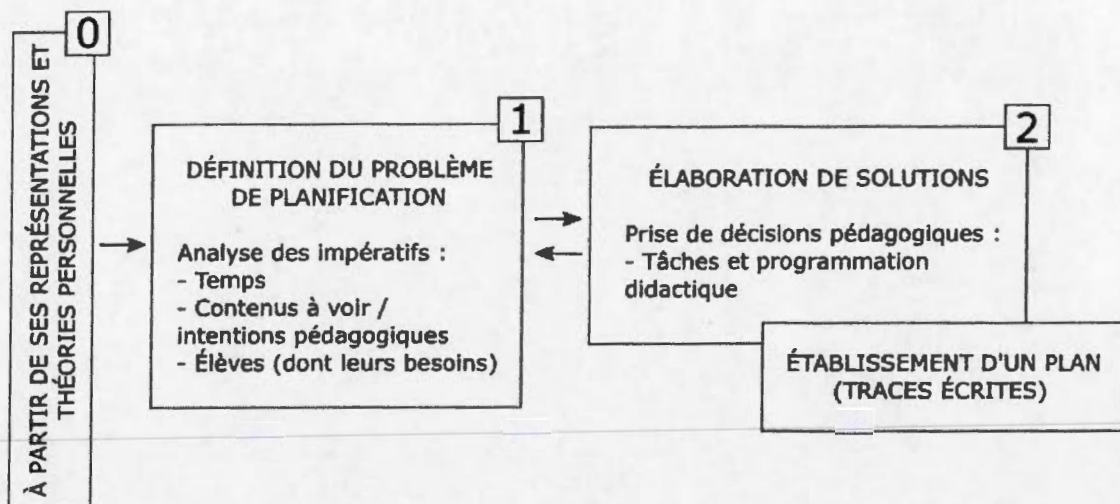 0
À PARTIR DE SES REPRÉSENTATIONS ET
THÉORIES PERSONNELLES
1
DÉFINITION DU PROBLÈME
DE PLANIFICATION
Analyse des impératifs :
- Temps
- Contenus à voir /
intentions pédagogiques
- Élèves (dont leurs besoins)
2
ÉLABORATION DE SOLUTIONS
Prise de décisions pédagogiques :
- Tâches et programmation
didactique
ÉTABLISSEMENT D'UN PLAN
(TRACES ÉCRITES)